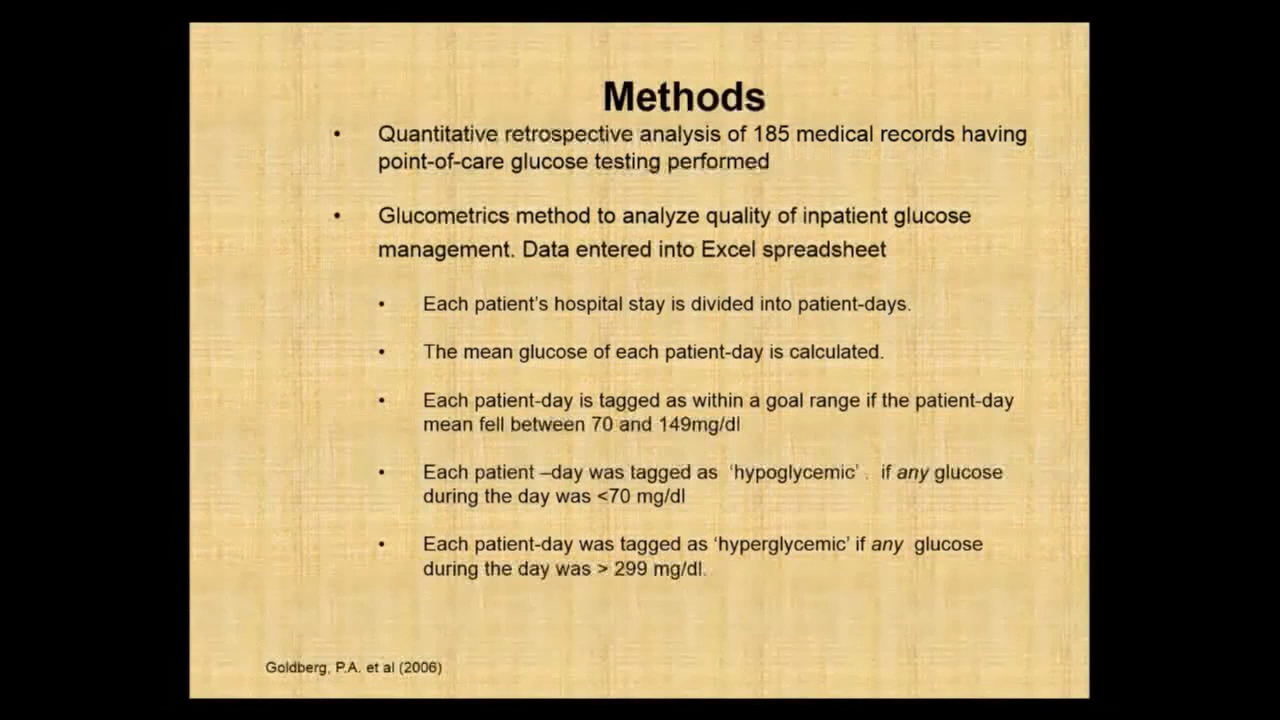 Methods
• Quantitative retrospective analysis of 185 medical records having
point-of-care glucose testing performed
• Glucometrics method to analyze quality of inpatient glucose
management. Data entered into Excel spreadsheet
• Each patient's hospital stay is divided into patient-days.
• The mean glucose of each patient-day is calculated.
• Each patient-day is tagged as within a goal range if the patient-day
mean fell between 70 and 149mg/dl
• Each patient –day was tagged as ‘hypoglycemic’ . if any glucose
during the day was <70 mg/dl
• Each patient-day was tagged as ‘hyperglycemic’ if any glucose
during the day was > 299 mg/dl.
Goldberg, P.A. et al (2006)